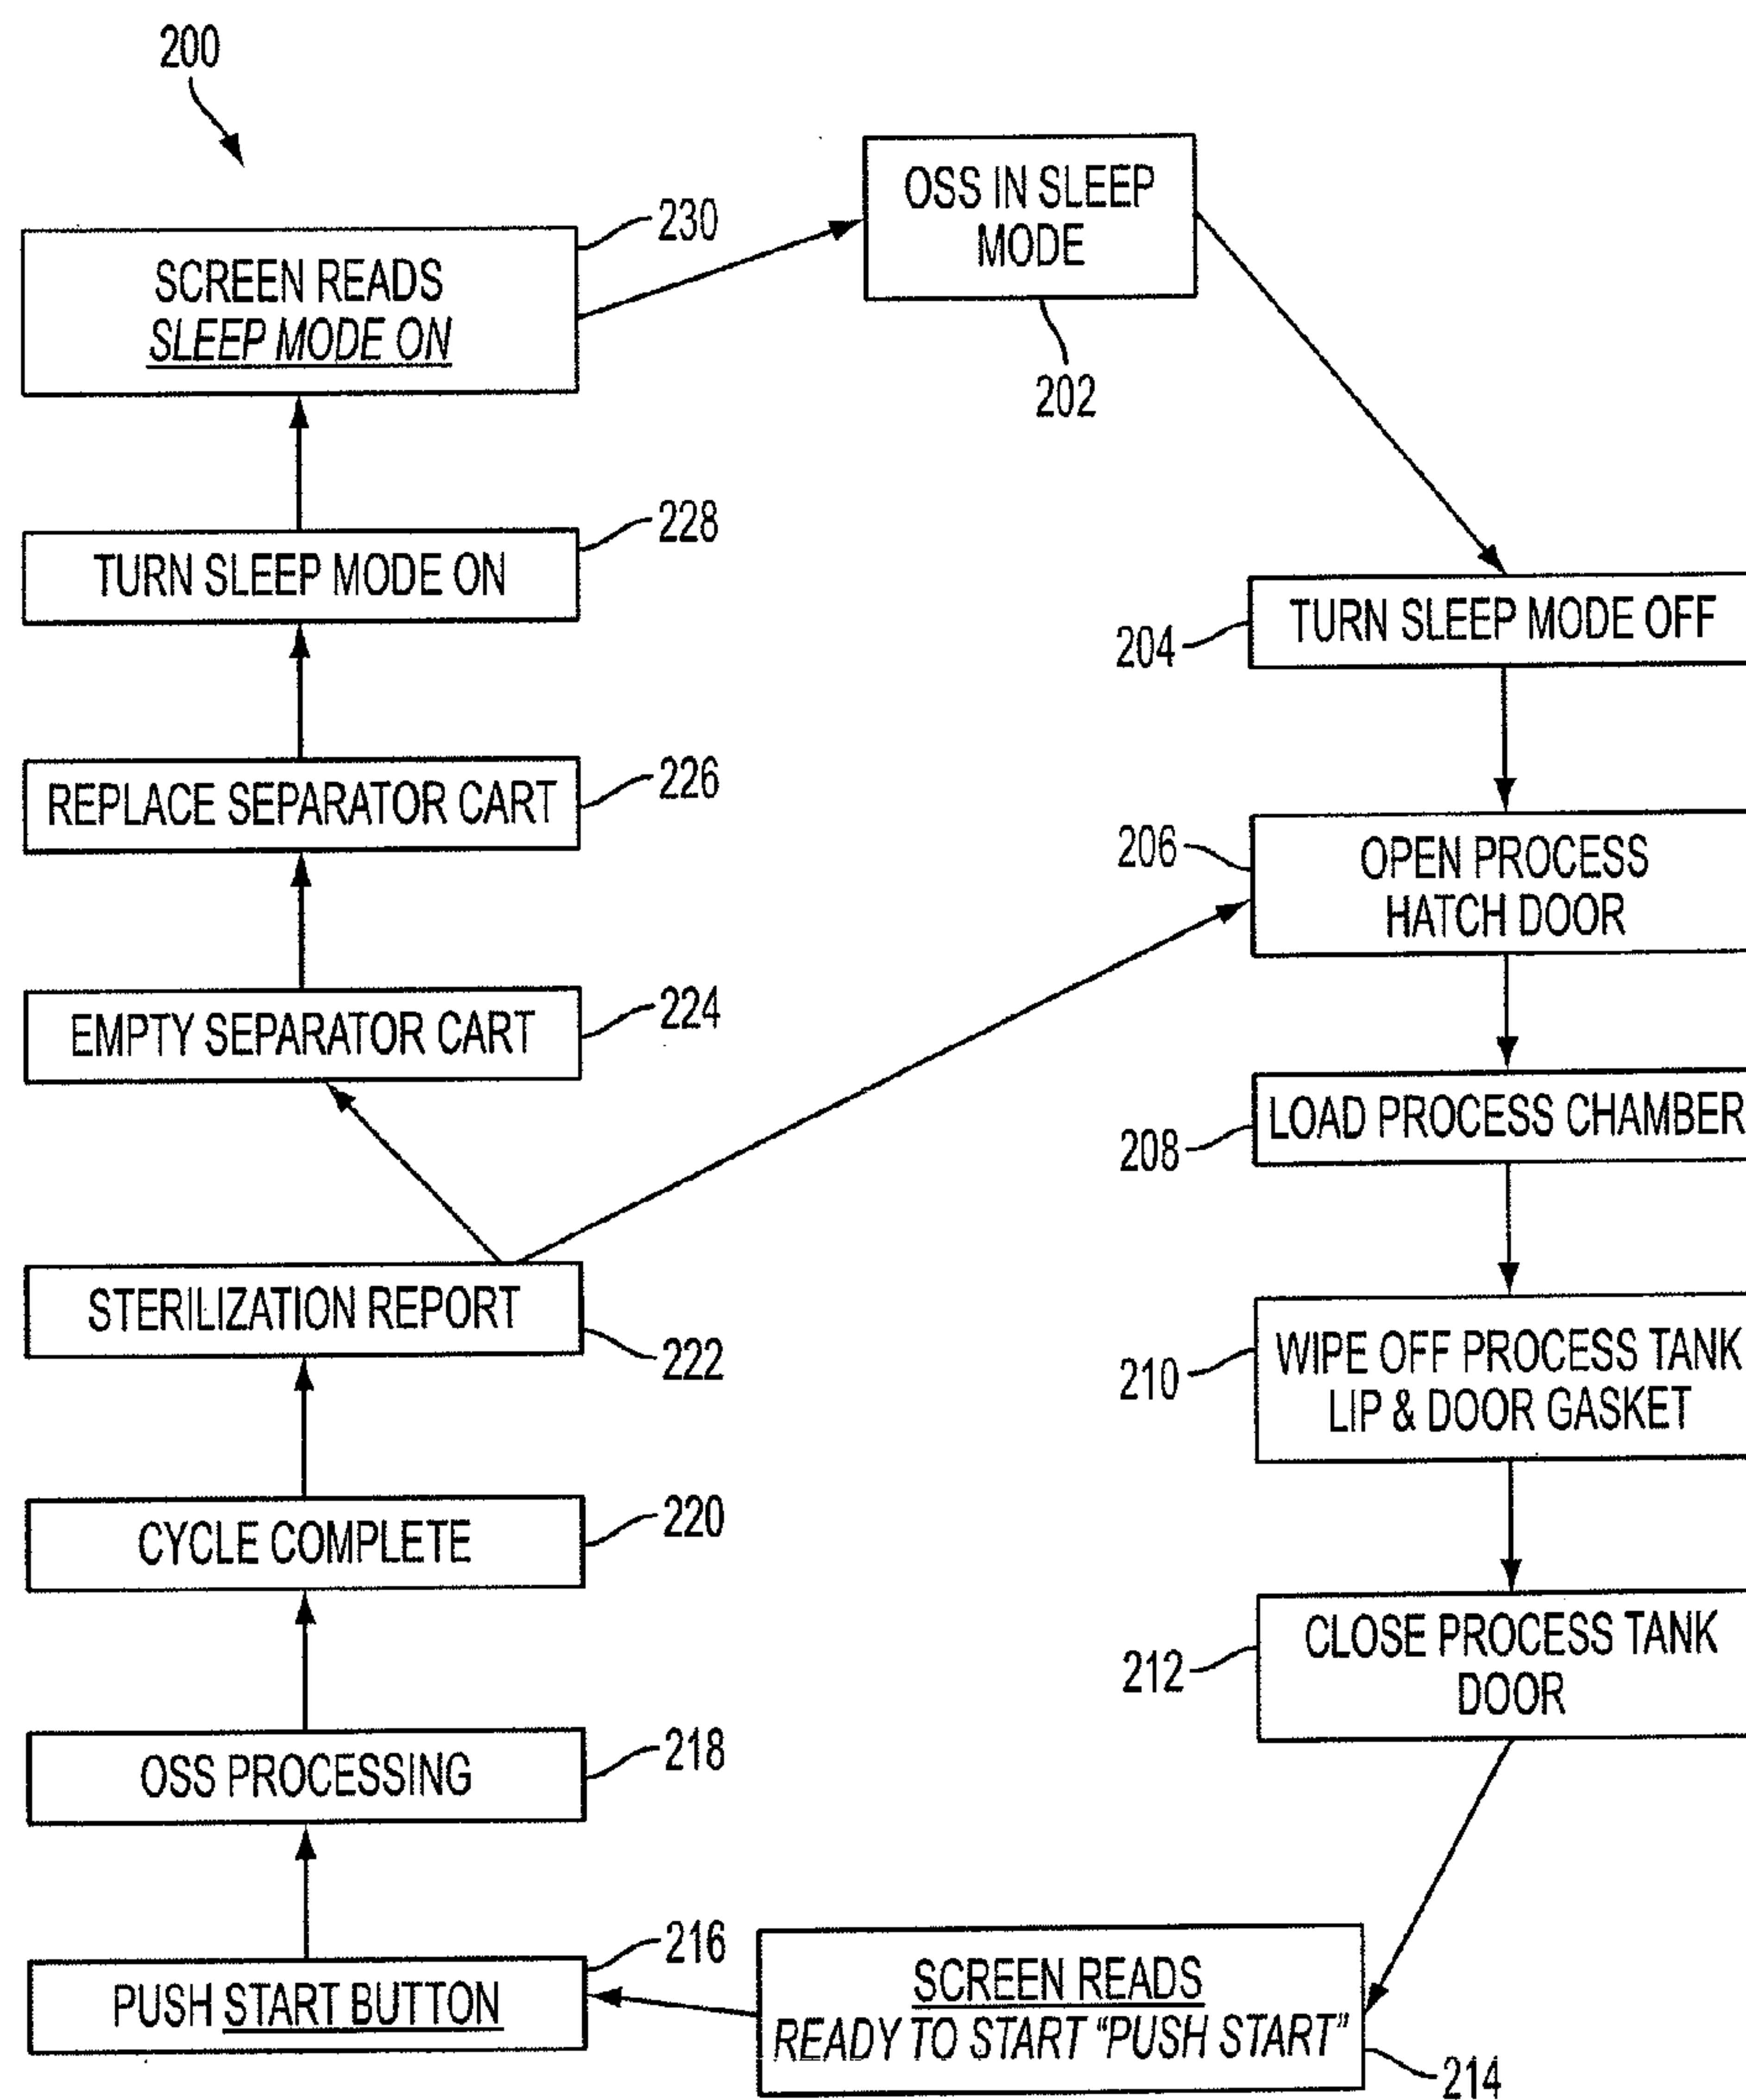 200
230
SCREEN READS
SLEEP MODE ON
OSS IN SLEEP
MODE
202
228
TURN SLEEP MODE ON
204
TURN SLEEP MODE OFF
226
REPLACE SEPARATOR CART
206
OPEN PROCESS
HATCH DOOR
224
EMPTY SEPARATOR CART
208
LOAD PROCESS CHAMBER
STERILIZATION REPORT
222
210
WIPE OFF PROCESS TANK
LIP & DOOR GASKET
220
CYCLE COMPLETE
212
CLOSE PROCESS TANK
DOOR
218
OSS PROCESSING
216
PUSH START BUTTON
SCREEN READS
READY TO START “PUSH START”
214